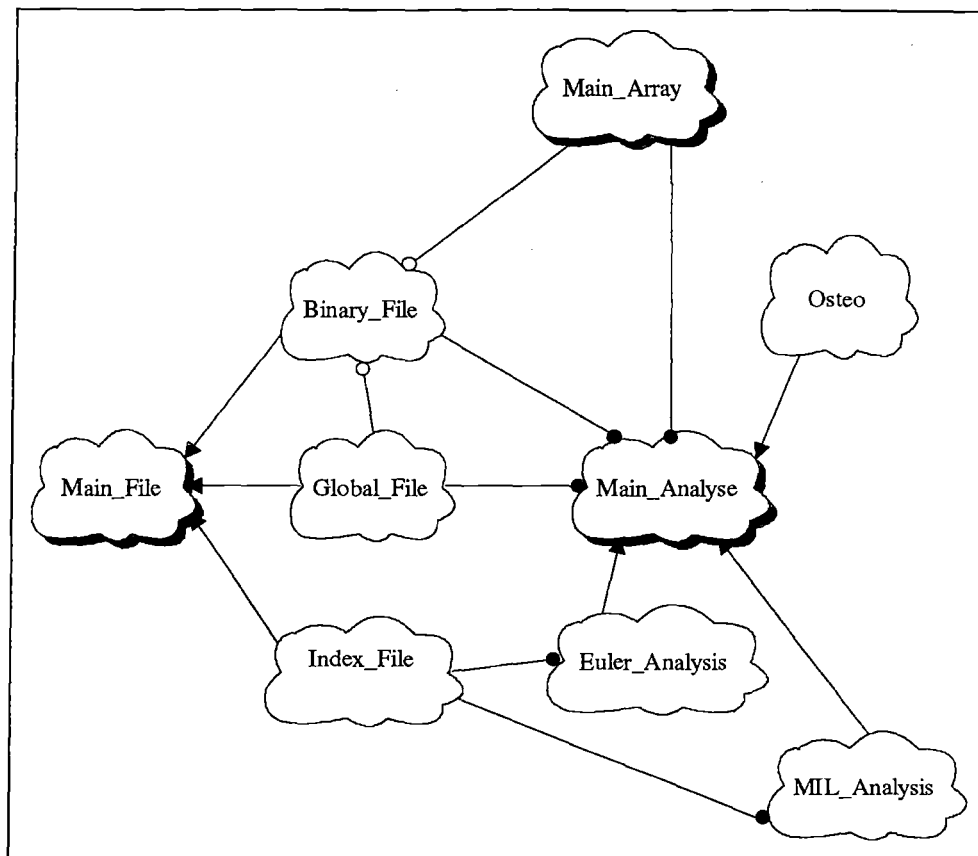 Main_Array
Binary_File
Osteo
Main_File
Global_File
Main_Analyse
Index_File
Euler_Analysis
MIL_Analysis